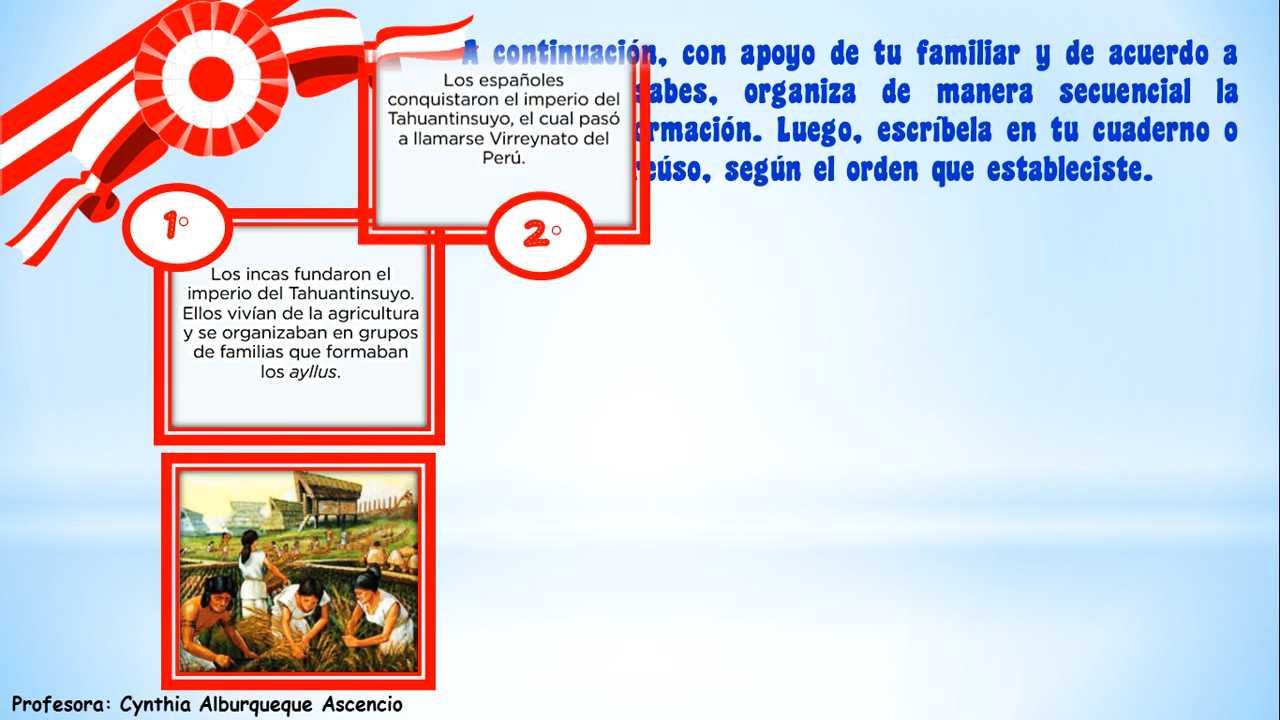 A continuación, con apoyo de tu familiar y de acuerdo a
sabes, organiza de manera secuencial la
Luego, escríbela en tu cuaderno o
según el orden que estableciste.
Los españoles
conquistaron el imperio del
Tahuantinsuyo, el cual pasó
a llamarse Virreynato del
Perú.
2°
1°
Los incas fundaron el
imperio del Tahuantinsuyo.
Ellos vivían de la agricultura
y se organizaban en grupos
de familias que formaban
los ayllus.
Profesora: Cynthia Alburqueque Ascencio